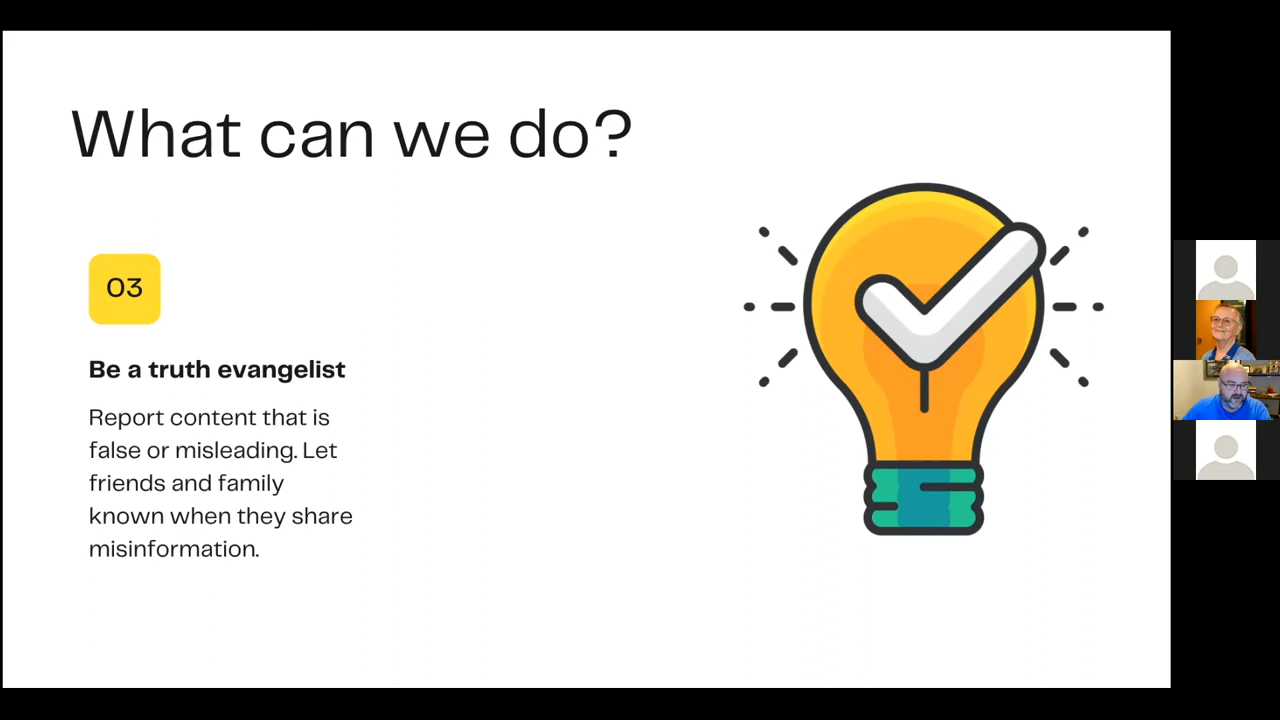 What can we do?
03
Be a truth evangelist
Report content that is
false or misleading. Let
friends and family
known when they share
misinformation.